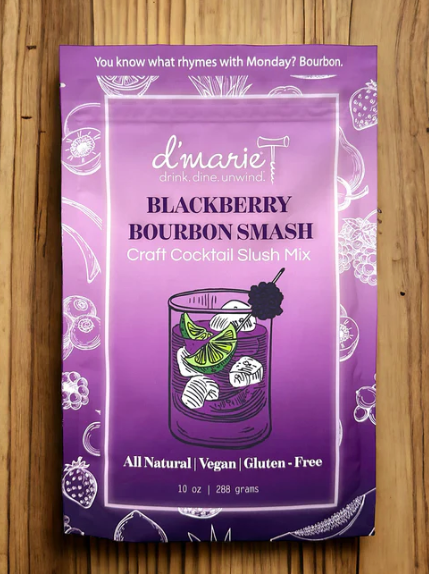 You know what rhymes with Monday? Bourbon.
d'marie
drink.dine.unwind.
BLACKBERRY
BOURBON SMASH
Craft Cocktail Slush Mix
All Natural | Vegan | Gluten - Free
10 oz | 288 grams